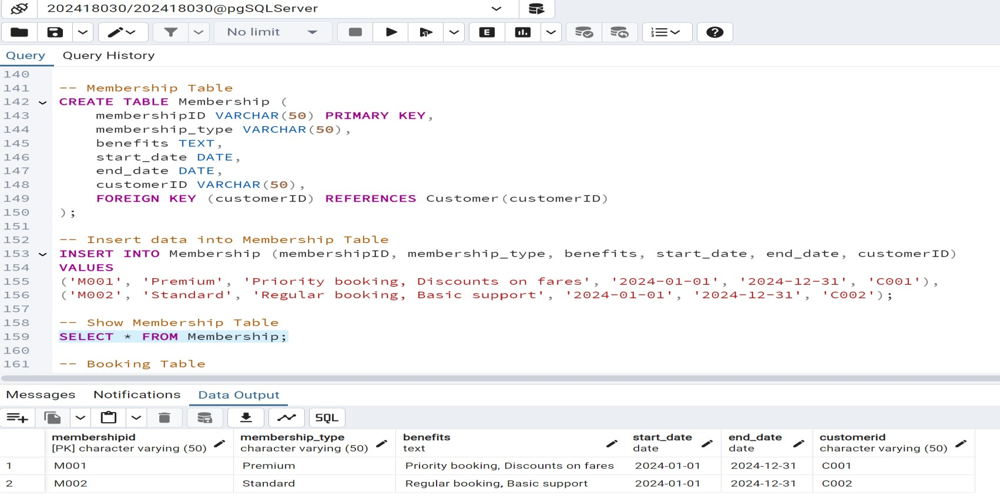 202418030/202418030@pgSQLServer
No limit
E
Query Query History
140
141 -- Membership Table
142 CREATE TABLE Membership (
143 membershipID VARCHAR(50) PRIMARY KEY,
144 membership_type VARCHAR(50),
145 benefits TEXT,
146 start_date DATE,
147 end_date DATE,
148 customerID VARCHAR(50),
149 FOREIGN KEY (customerID) REFERENCES Customer(customerID)
150 );
151
152 -- Insert data into Membership Table
153 INSERT INTO Membership (membershipID, membership_type, benefits, start_date, end_date, customerID)
154 VALUES
155 ('M001', 'Premium', 'Priority booking, Discounts on fares', '2024-01-01', '2024-12-31', 'C001'),
156 ('M002', 'Standard', 'Regular booking, Basic support', '2024-01-01', '2024-12-31', 'C002');
157
158 -- Show Membership Table
159 SELECT * FROM Membership;
160
161 -- Booking Table
Messages Notifications Data Output
SQL
membershipid membership_type benefits start_date end_date customerid
[PK] character varying (50) character varying (50) text date date character varying (50)
1 M001 Premium Priority booking, Discounts on fares 2024-01-01 2024-12-31 C001
2 M002 Standard Regular booking, Basic support 2024-01-01 2024-12-31 C002